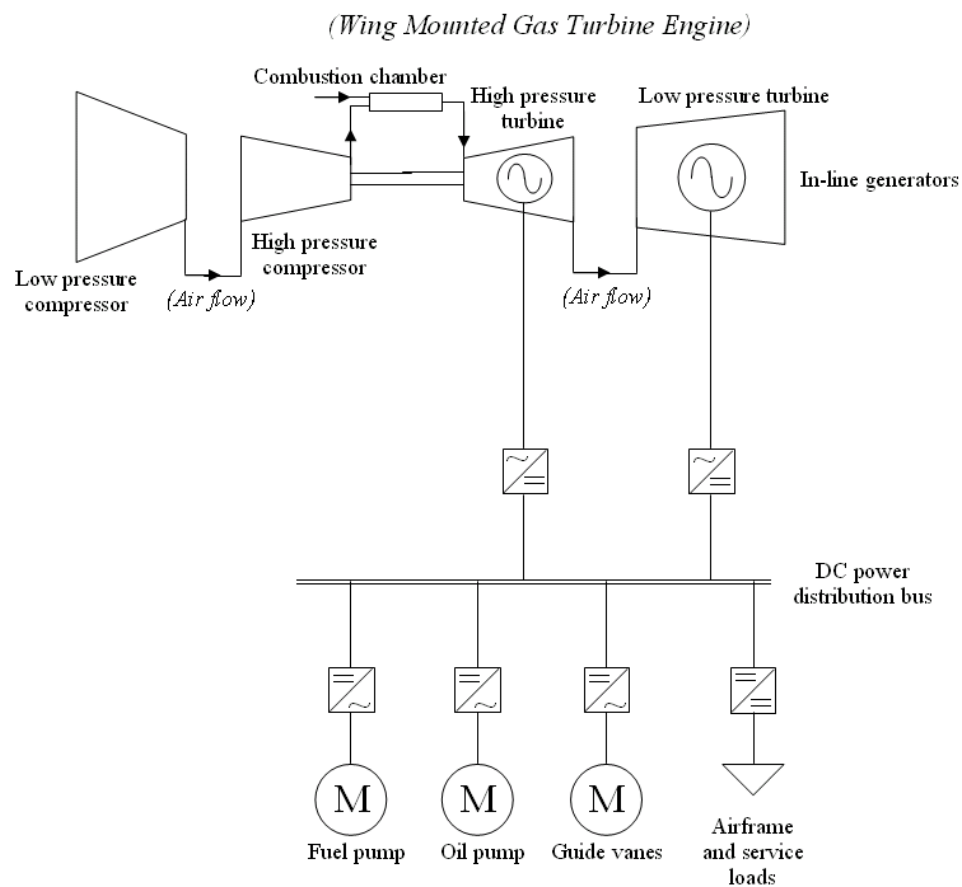 (Wing Mounted Gas Turbine Engine)
Combustion chamber
High pressure
turbine
Low pressure turbine
In-line generators
High pressure
compressor
Low pressure
compressor
(Air flow)
(Air flow)
DC power
distribution bus
M
M
M
Fuel pump
Oil pump
Guide vanes
Airframe
and service
loads